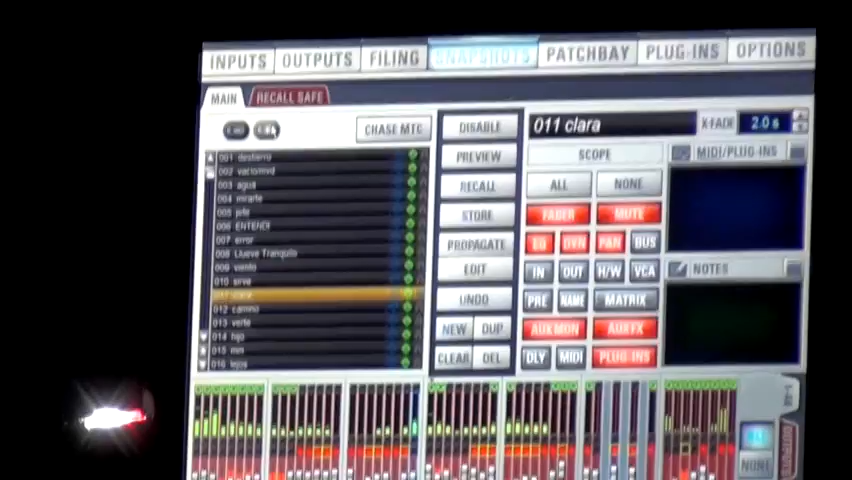 INPUTS OUTPUTS FILING SNAPSHOTS PATCHBAY PLUG-INS OPTIONS
MAIN RECALL SAFE
CHASE MTC
001 destierro
002 vaciomvd
003 agua
004 mirarte
005 jefe
006 ENTENDI
007 error
008 Llueve Tranquilo
009 viento
010 sirve
011 clara
012 camino
013 verte
014 hijo
015 mm
016 lejos
DISABLE
PREVIEW
RECALL
STORE
PROPAGATE
EDIT
UNDO
NEW DUP
CLEAR DEL
011 clara X-FADE 2.0 s
SCOPE
ALL NONE
FADER MUTE
EQ DYN PAN BUS
IN OUT H/W VCA
PRE NAME MATRIX
AUXMON AUXFX
DLY MIDI PLUG-INS
MIDI/PLUG-INS
NOTES
NONE